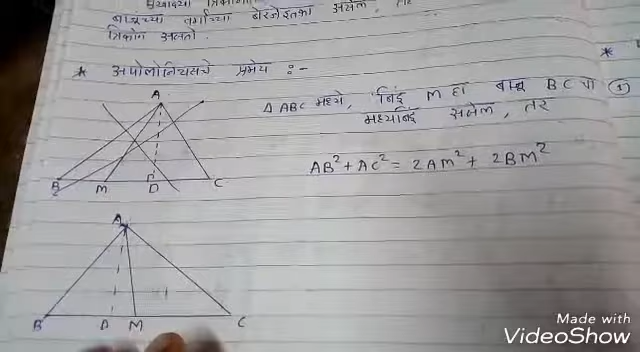 त्रिकोणा
बाजूच्या वर्गाच्या बेरजेइतका असेल, तर
त्रिकोण असतो.
* अपोलोनियसचे प्रमेय :-
Δ ABC मध्ये, बिंदू M हा बाजू BC चा
मध्यबिंदू असेल, तर
AB² + AC² = 2AM² + 2BM²
* ①
A
B M D C
A
B D M C
Made with
VideoShow